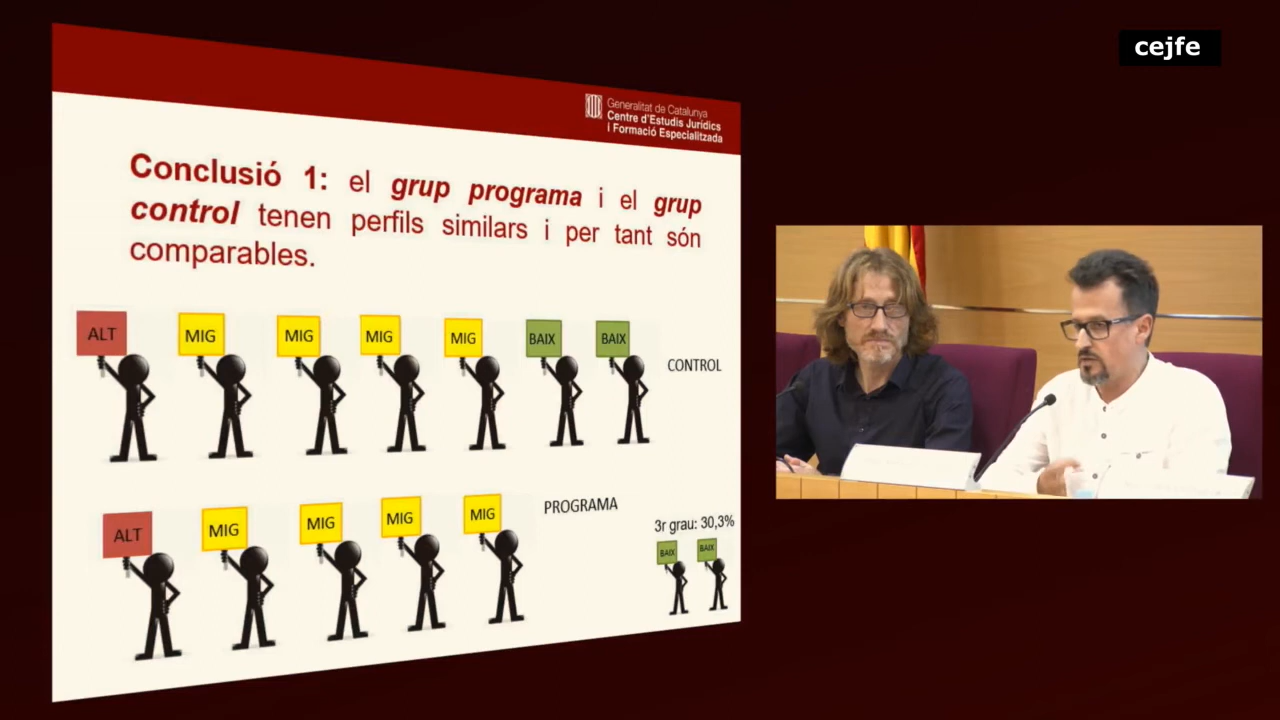 cejfe
Generalitat de Catalunya
Centre d'Estudis Jurídics
i Formació Especialitzada
Conclusió 1: el grup programa i el grup
control tenen perfils similars i per tant són
comparables.
ALT MIG MIG MIG MIG BAIX BAIX
CONTROL
ALT MIG MIG MIG MIG
PROGRAMA
3r grau: 30,3%
BAIX BAIX